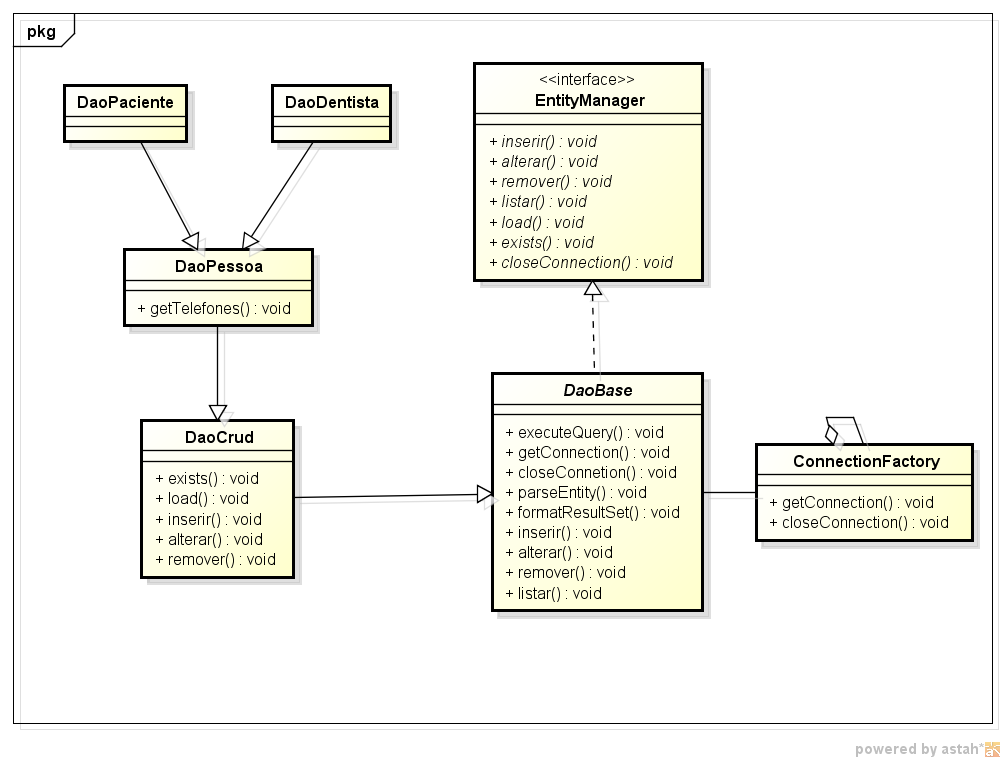 pkg
DaoPaciente
DaoDentista
<<interface>>
EntityManager
+ inserir() : void
+ alterar() : void
+ remover() : void
+ listar() : void
+ load() : void
+ exists() : void
+ closeConnection() : void
DaoPessoa
+ getTelefones() : void
DaoCrud
+ exists() : void
+ load() : void
+ inserir() : void
+ alterar() : void
+ remover() : void
DaoBase
+ executeQuery() : void
+ getConnection() : void
+ closeConnetion() : void
+ parseEntity() : void
+ formatResultSet() : void
+ inserir() : void
+ alterar() : void
+ remover() : void
+ listar() : void
ConnectionFactory
+ getConnection() : void
+ closeConnection() : void
powered by astah*